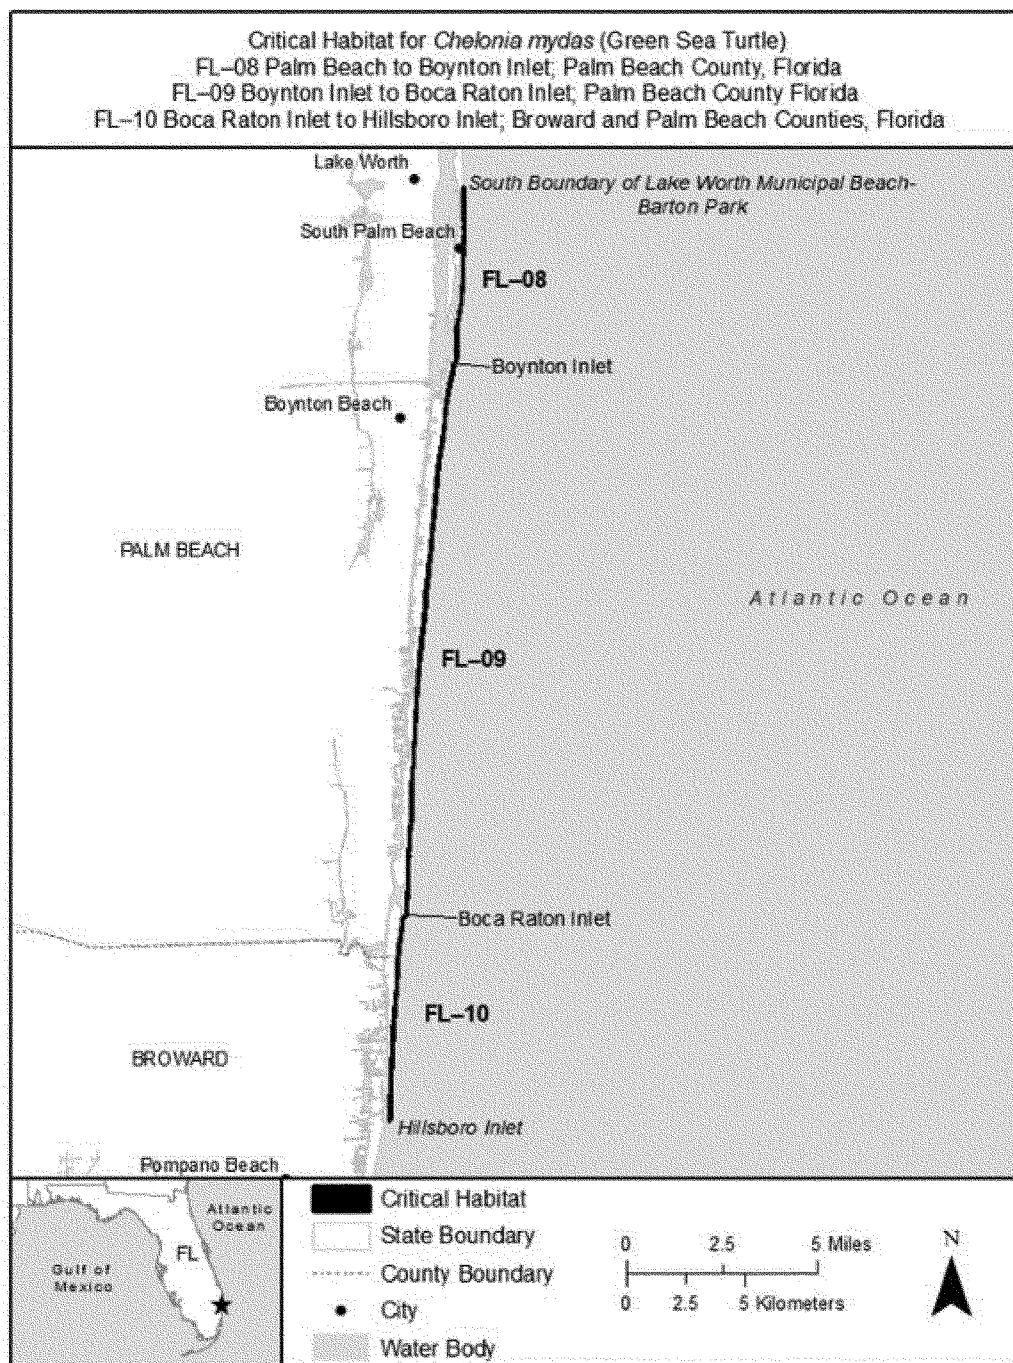 Critical Habitat for Chelonia mydas (Green Sea Turtle)
FL–08 Palm Beach to Boynton Inlet; Palm Beach County, Florida
FL–09 Boynton Inlet to Boca Raton Inlet; Palm Beach County Florida
FL–10 Boca Raton Inlet to Hillsboro Inlet; Broward and Palm Beach Counties, Florida
Lake Worth
South Boundary of Lake Worth Municipal Beach-
Barton Park
South Palm Beach
FL–08
Boynton Inlet
Boynton Beach
PALM BEACH
Atlantic Ocean
FL–09
Boca Raton Inlet
FL–10
BROWARD
Hillsboro Inlet
Pompano Beach
Atlantic
Ocean
FL
Gulf of
Mexico
Critical Habitat
State Boundary
County Boundary
City
Water Body
0 2.5 5 Miles
0 2.5 5 Kilometers
N